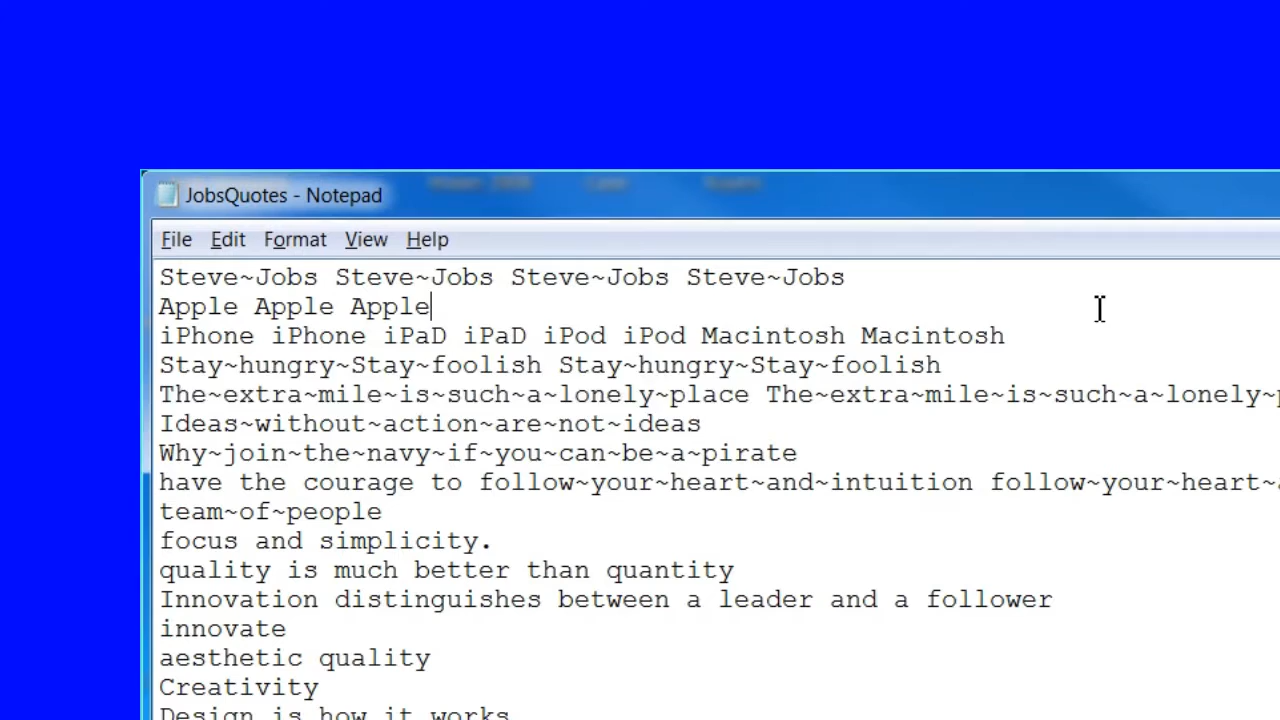 JobsQuotes - Notepad
File Edit Format View Help
Steve~Jobs Steve~Jobs Steve~Jobs Steve~Jobs
Apple Apple Apple
iPhone iPhone iPaD iPaD iPod iPod Macintosh Macintosh
Stay~hungry~Stay~foolish Stay~hungry~Stay~foolish
The~extra~mile~is~such~a~lonely~place The~extra~mile~is~such~a~lonely~p
Ideas~without~action~are~not~ideas
Why~join~the~navy~if~you~can~be~a~pirate
have the courage to follow~your~heart~and~intuition follow~your~heart~a
team~of~people
focus and simplicity.
quality is much better than quantity
Innovation distinguishes between a leader and a follower
innovate
aesthetic quality
Creativity
Design is how it works